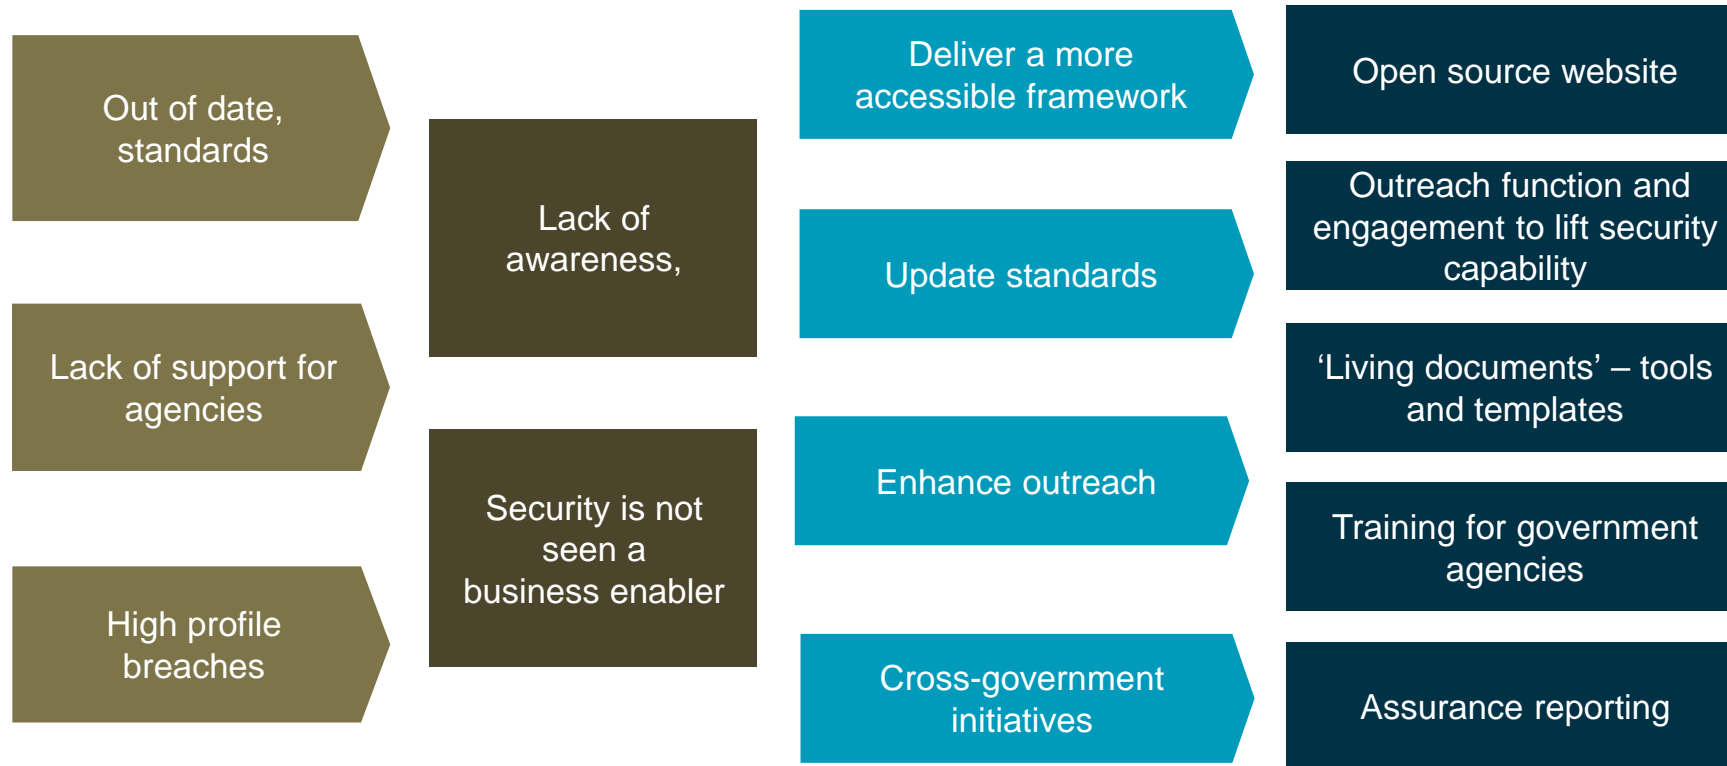 Out of date,
standards
Lack of support for
agencies
High profile
breaches
Lack of
awareness,
Security is not
seen a
business enabler
Deliver a more
accessible framework
Update standards
Enhance outreach
Cross-government
initiatives
Open source website
Outreach function and
engagement to lift security
capability
‘Living documents’ – tools
and templates
Training for government
agencies
Assurance reporting